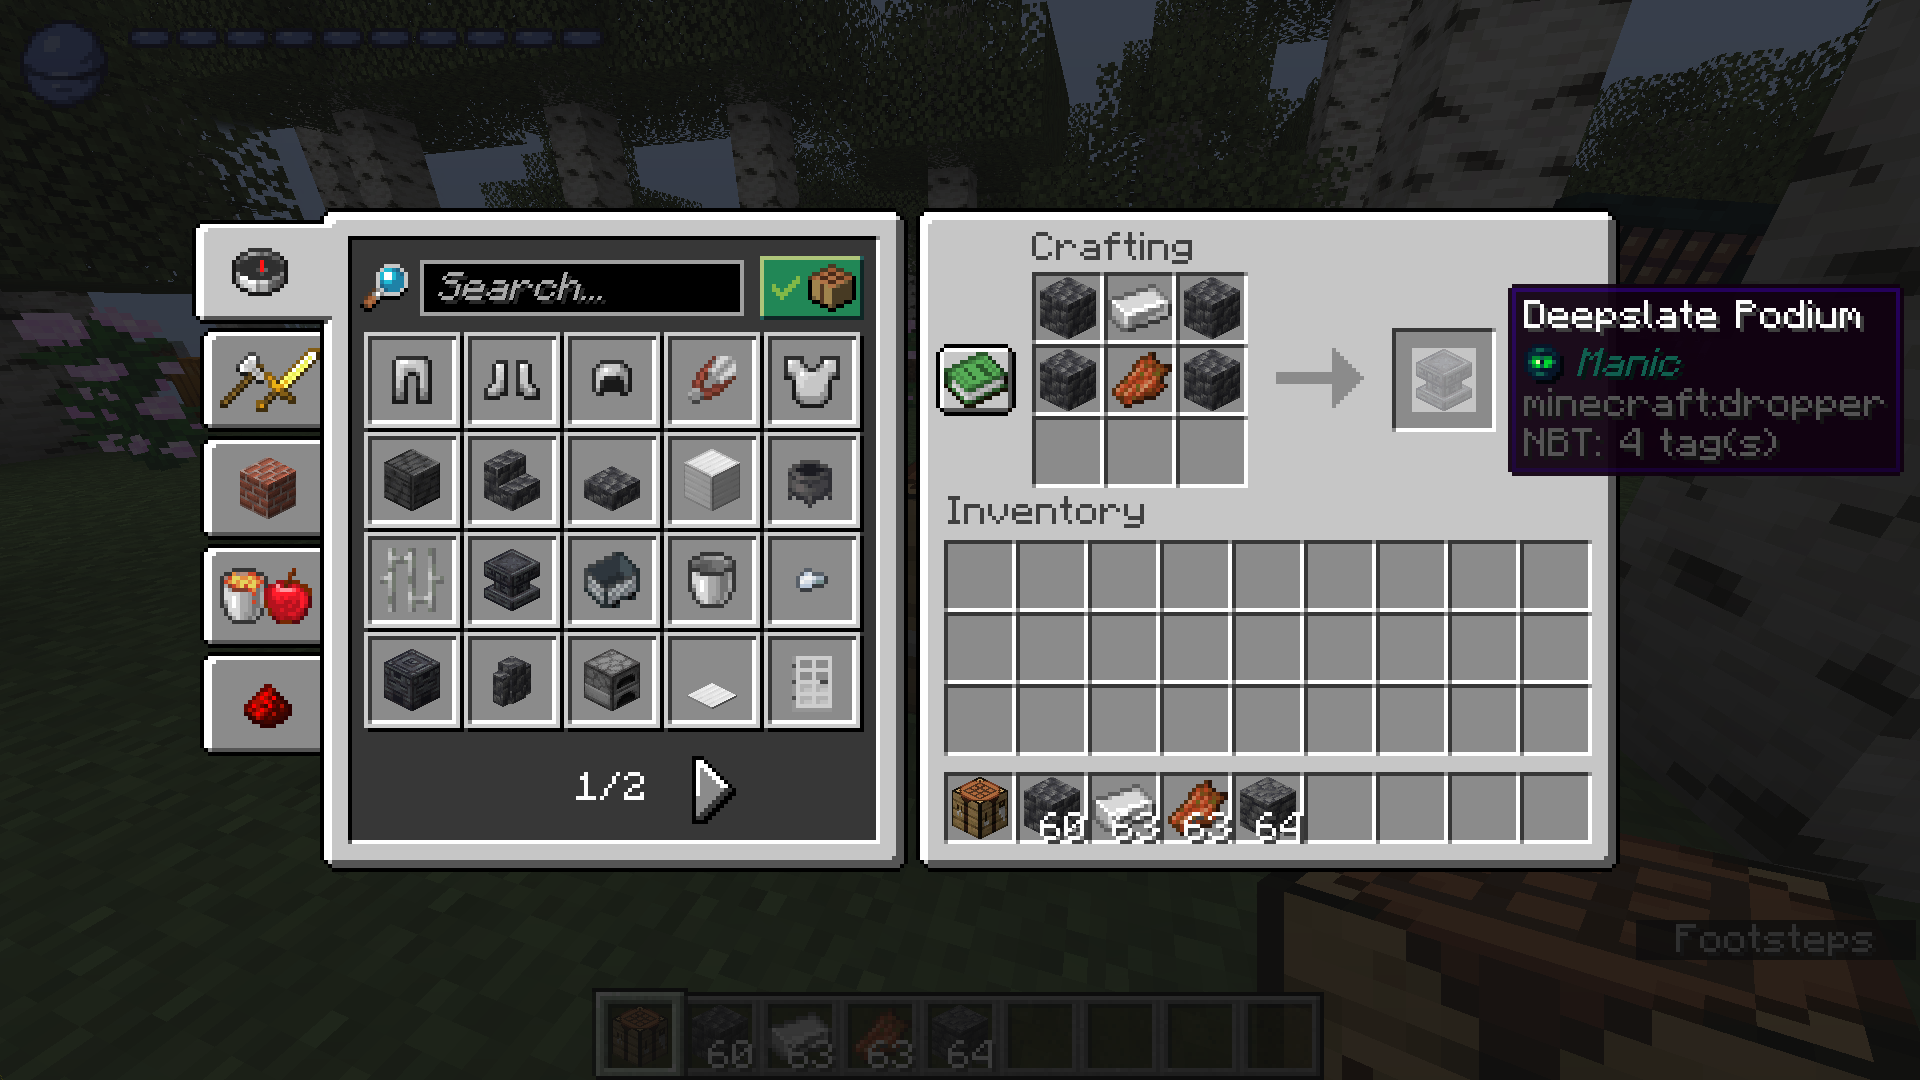 Search...
Crafting
Deepslate Podium
Manic
minecraft:dropper
NBT: 4 tag(s)
Inventory
1/2
60
63
63
64
Footsteps
60
63
63
64